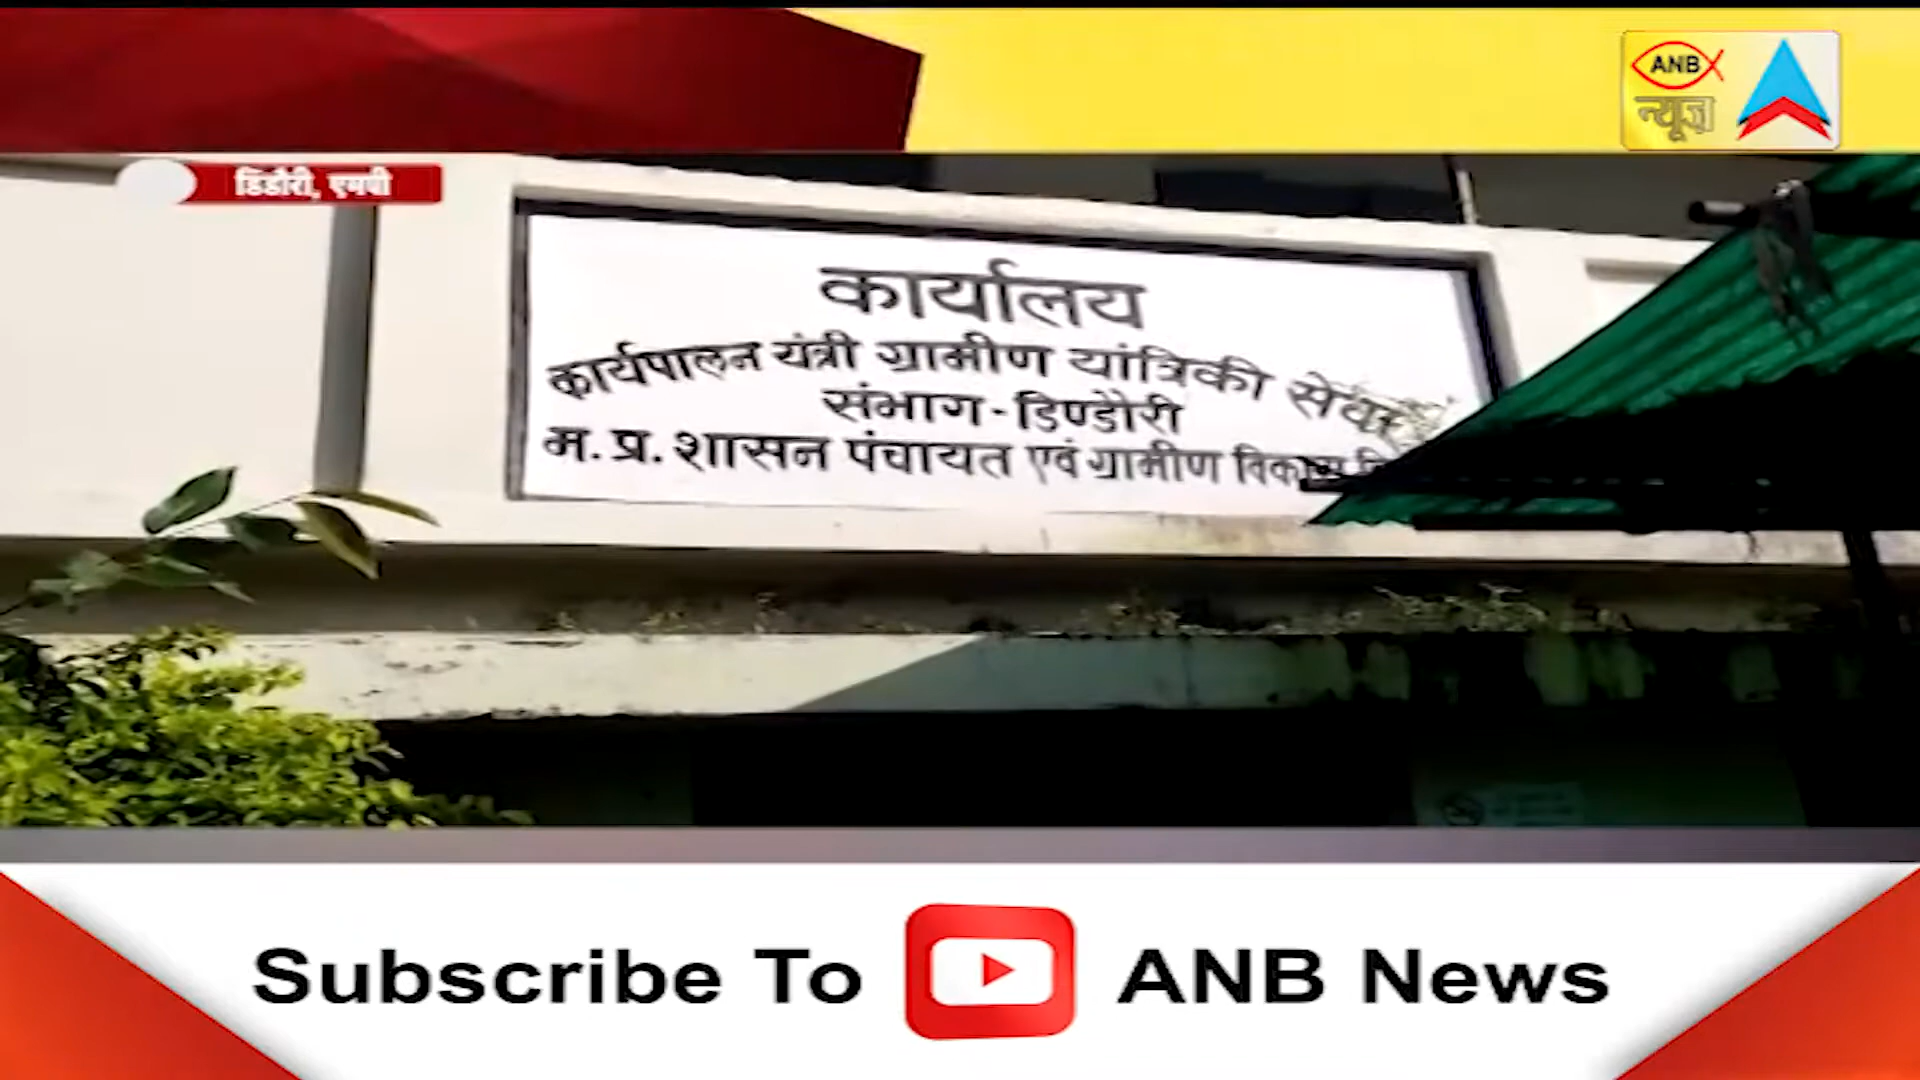 ANB
न्यूज़
डिंडौरी, एमपी
कार्यालय
कार्यपालन यंत्री ग्रामीण यांत्रिकी सेवा
संभाग - डिण्डौरी
म. प्र. शासन पंचायत एवं ग्रामीण विकास
Subscribe To ANB News